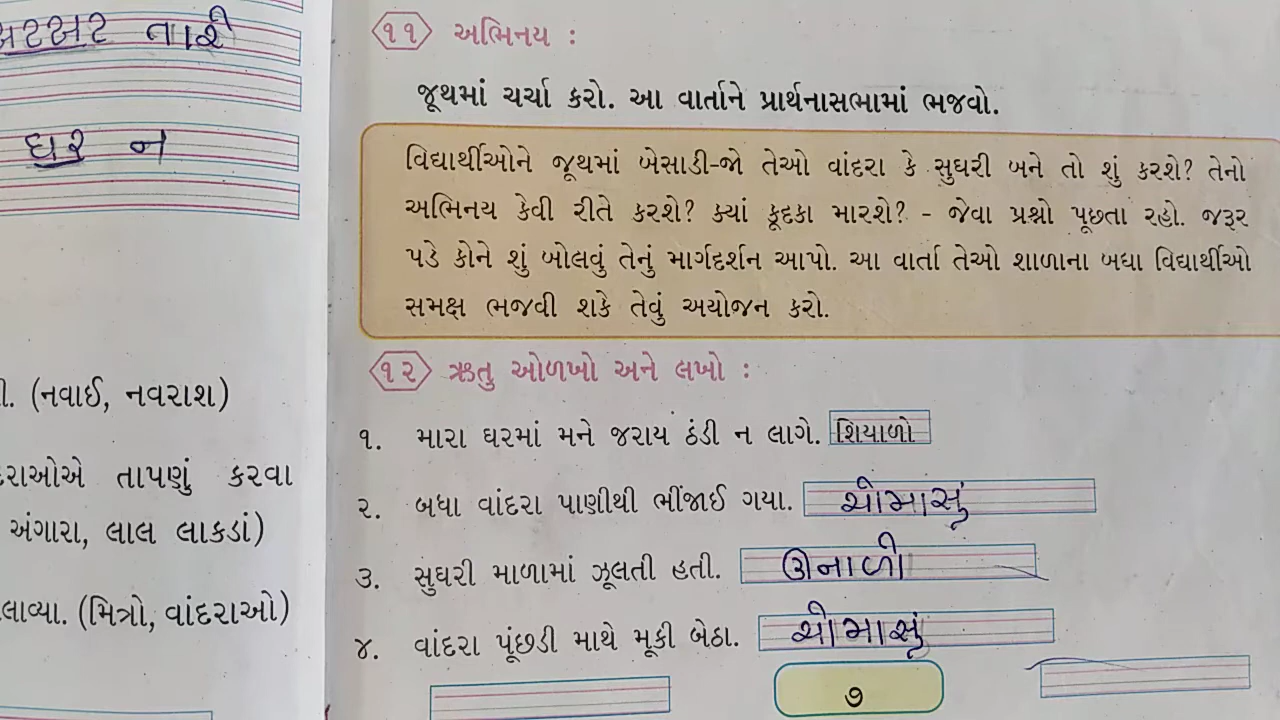 ખટખટ તારી
ઘર ન
ી. (નવાઈ, નવરાશ)
દરાઓએ તાપણું કરવા
અંગારા, લાલ લાકડાં)
લાવ્યા. (મિત્રો, વાંદરાઓ)
૧૧ અભિનય :
જૂથમાં ચર્ચા કરો. આ વાર્તાને પ્રાર્થનાસભામાં ભજવો.
વિદ્યાર્થીઓને જૂથમાં બેસાડી-જો તેઓ વાંદરા કે સુઘરી બને તો શું કરશે? તેનો
અભિનય કેવી રીતે કરશે? ક્યાં કૂદકા મારશે? - જેવા પ્રશ્નો પૂછતા રહો. જરૂર
પડે કોને શું બોલવું તેનું માર્ગદર્શન આપો. આ વાર્તા તેઓ શાળાના બધા વિદ્યાર્થીઓ
સમક્ષ ભજવી શકે તેવું અયોજન કરો.
૧૨ ઋતુ ઓળખો અને લખો :
૧. મારા ઘરમાં મને જરાય ઠંડી ન લાગે. શિયાળો
૨. બધા વાંદરા પાણીથી ભીંજાઈ ગયા. ચોમાસું
૩. સુઘરી માળામાં ઝૂલતી હતી. ઊનાળો
૪. વાંદરા પૂંછડી માથે મૂકી બેઠા. ચોમાસું
૭